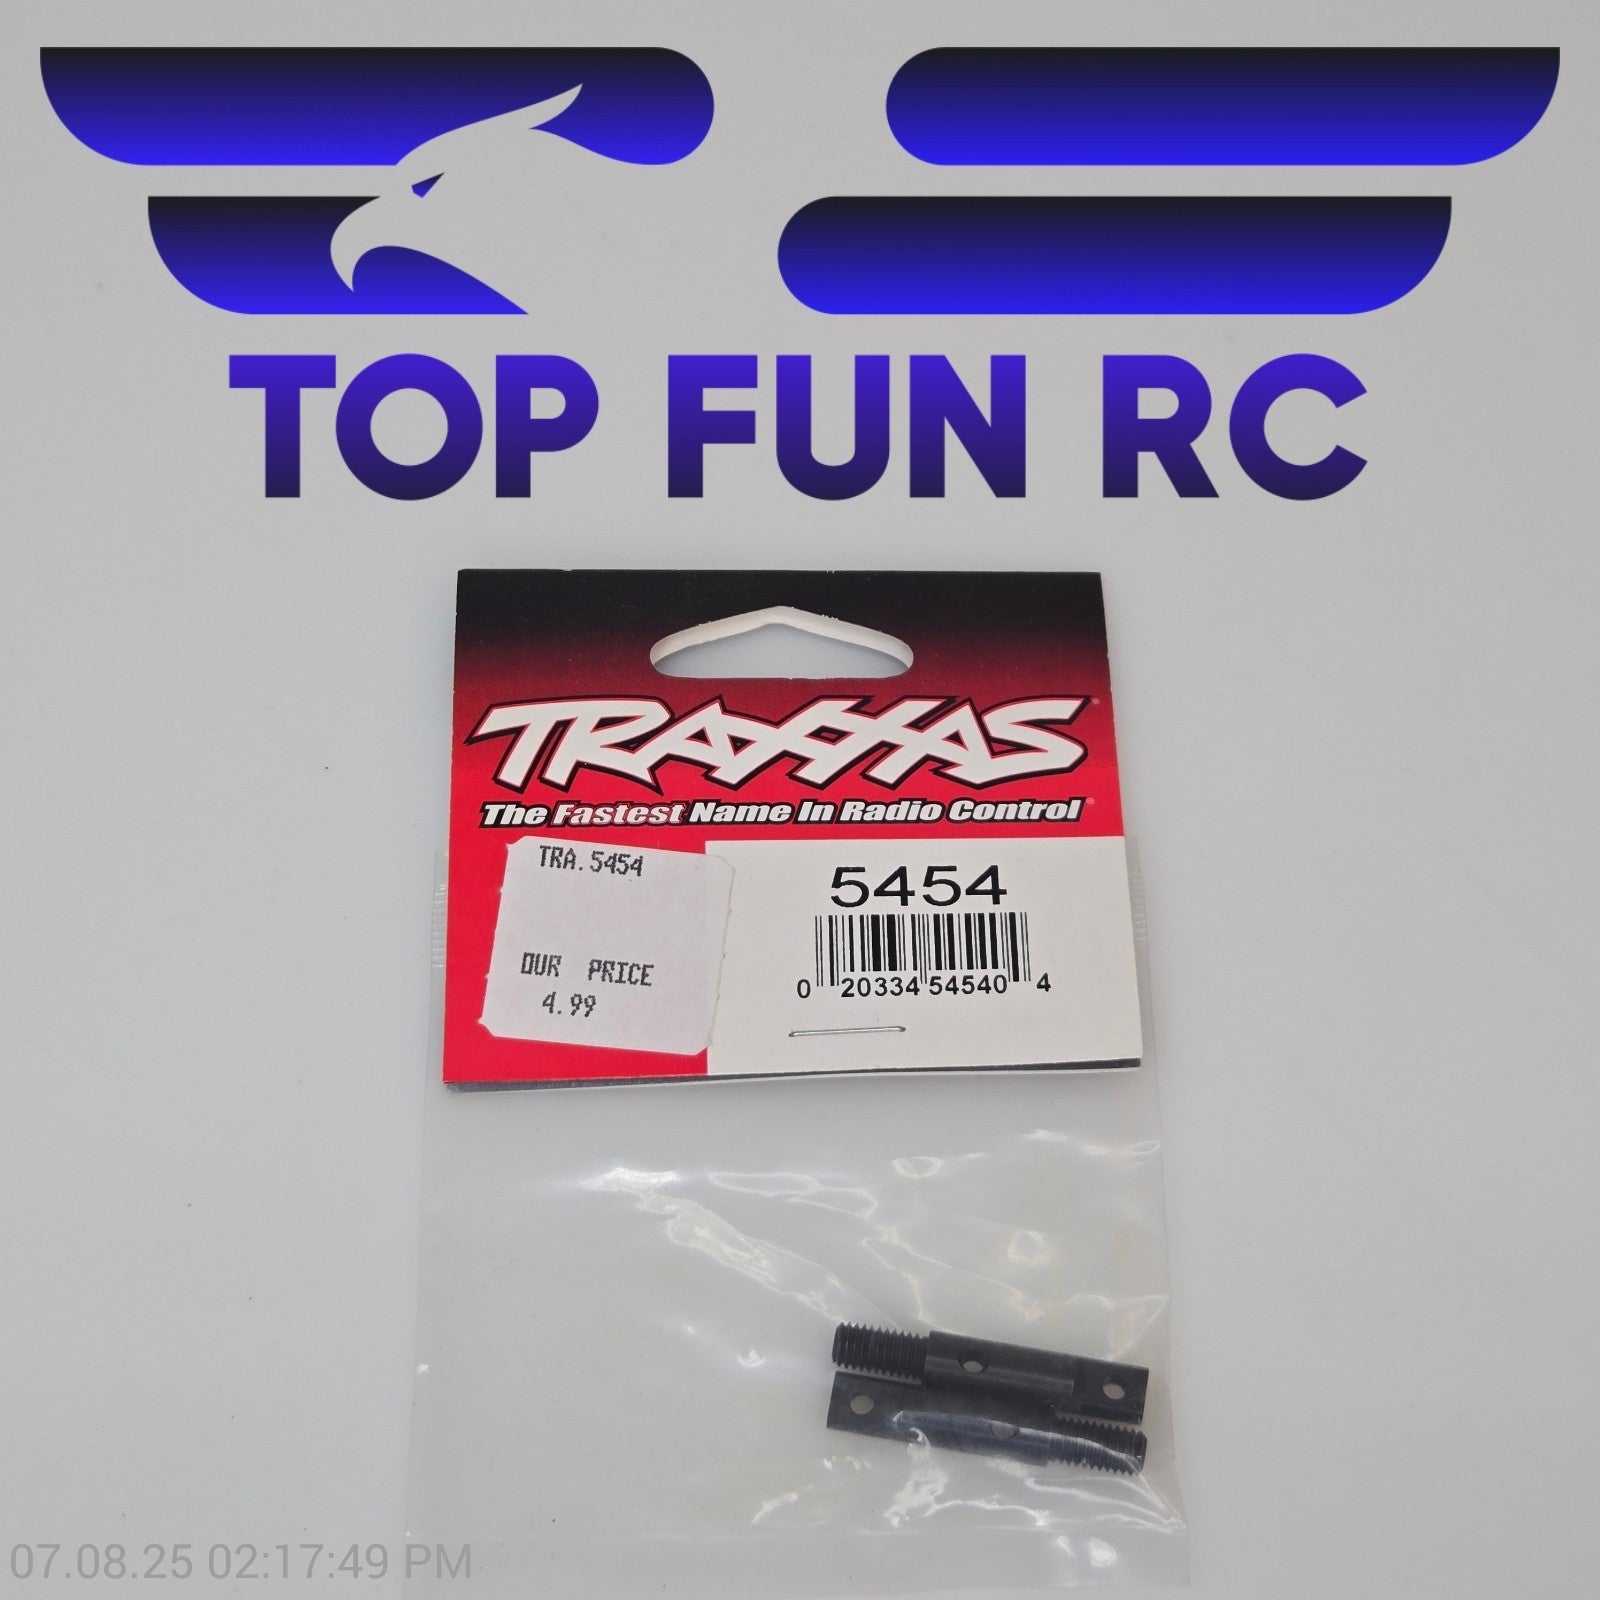 TOP FUN RC
TRAXXAS®
The Fastest Name In Radio Control®
TRA.5454
OUR PRICE
4.99
5454
0 20334 54540 4
07.08.25 02:17:49 PM